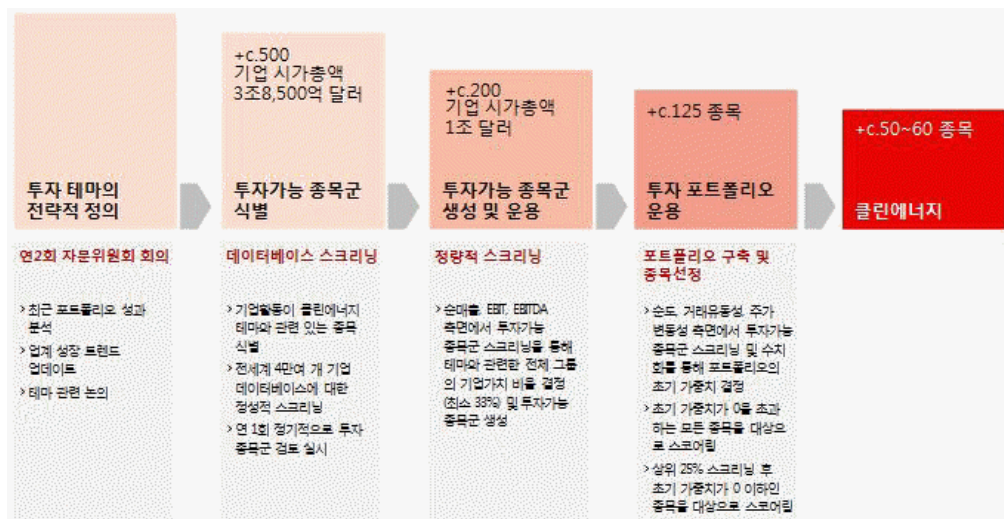 투자 테마의
전략적 정의
+c.500
기업 시가총액
3조8,500억 달러
투자가능 종목군
식별
+c.200
기업 시가총액
1조 달러
투자가능 종목군
생성 및 운용
+c.125 종목
투자 포트폴리오
운용
+c.50~60 종목
클린에너지
연2회 자문위원회 회의
> 최근 포트폴리오 성과
분석
> 업계 성장 트렌드
업데이트
> 테마 관련 논의
데이터베이스 스크리닝
> 기업활동이 클린에너지
테마와 관련 있는 종목
식별
> 전세계 4만여 개 기업
데이터베이스에 대한
정성적 스크리닝
> 연 1회 정기적으로 투자
종목군 검토 실시
정량적 스크리닝
> 순매출, EBIT, EBITDA
측면에서 투자가능
종목군 스크리닝을 통해
테마와 관련한 전체 그룹
의 기업가치 비율 결정
(최소 33%) 및 투자가능
종목군 생성
포트폴리오 구축 및
종목선정
> 순도, 거래유동성, 주가
변동성 측면에서 투자가능
종목군 스크리닝 및 수치
화를 통해 포트폴리오의
초기 가중치 결정
> 초기 가중치가 0을 초과
하는 모든 종목을 대상으
로 스코어링
> 상위 25% 스크리닝 후
초기 가중치가 0 이하인
종목을 대상으로 스코어링